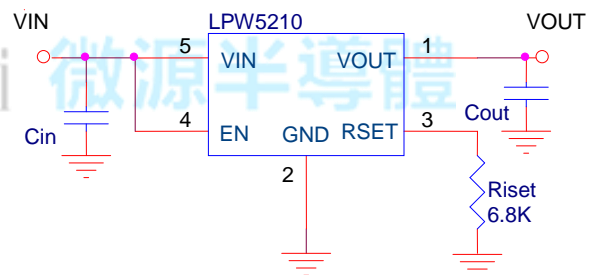 VIN
LPW5210
VOUT
5
VIN
VOUT
1
微源半導體
Cin
4
EN
GND
RSET
3
Cout
2
Riset
6.8K